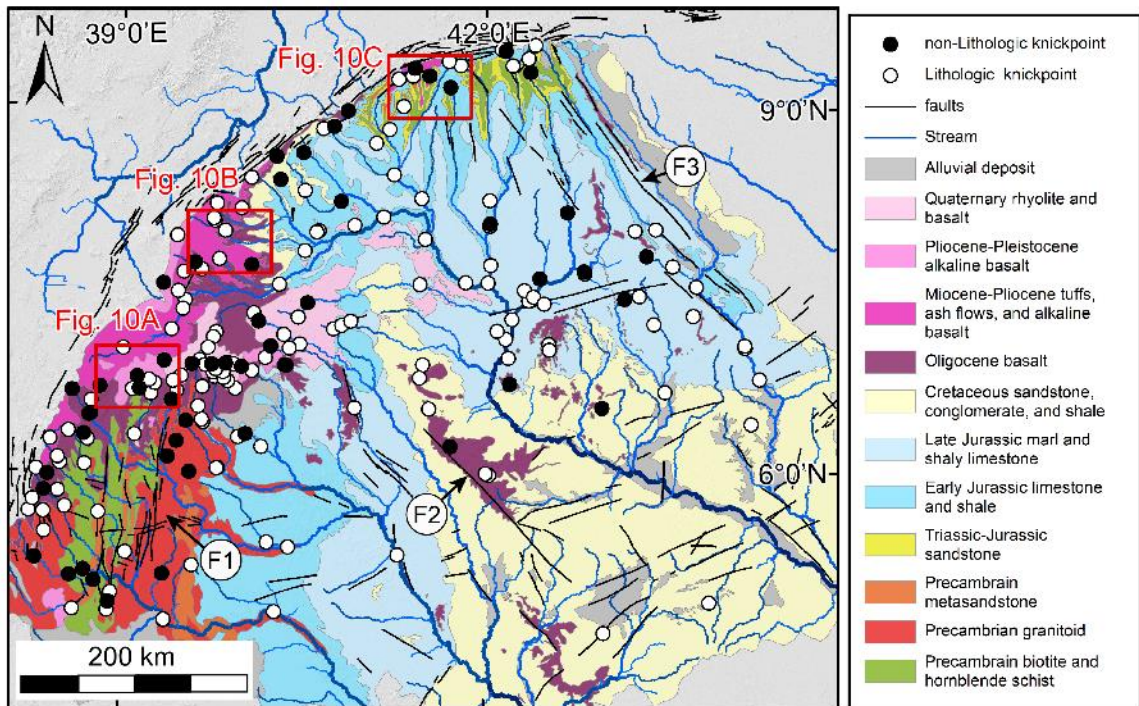 39°0'E
42°0'E
N
Fig. 10C
9°0'N
Fig. 10B
F3
Fig. 10A
6°0'N
F2
F1
200 km
non-Lithologic knickpoint
Lithologic knickpoint
faults
Stream
Alluvial deposit
Quaternary rhyolite and
basalt
Pliocene-Pleistocene
alkaline basalt
Miocene-Pliocene tuffs,
ash flows, and alkaline
basalt
Oligocene basalt
Cretaceous sandstone,
conglomerate, and shale
Late Jurassic marl and
shaly limestone
Early Jurassic limestone
and shale
Triassic-Jurassic
sandstone
Precambrain
metasandstone
Precambrian granitoid
Precambrain biotite and
hornblende schist